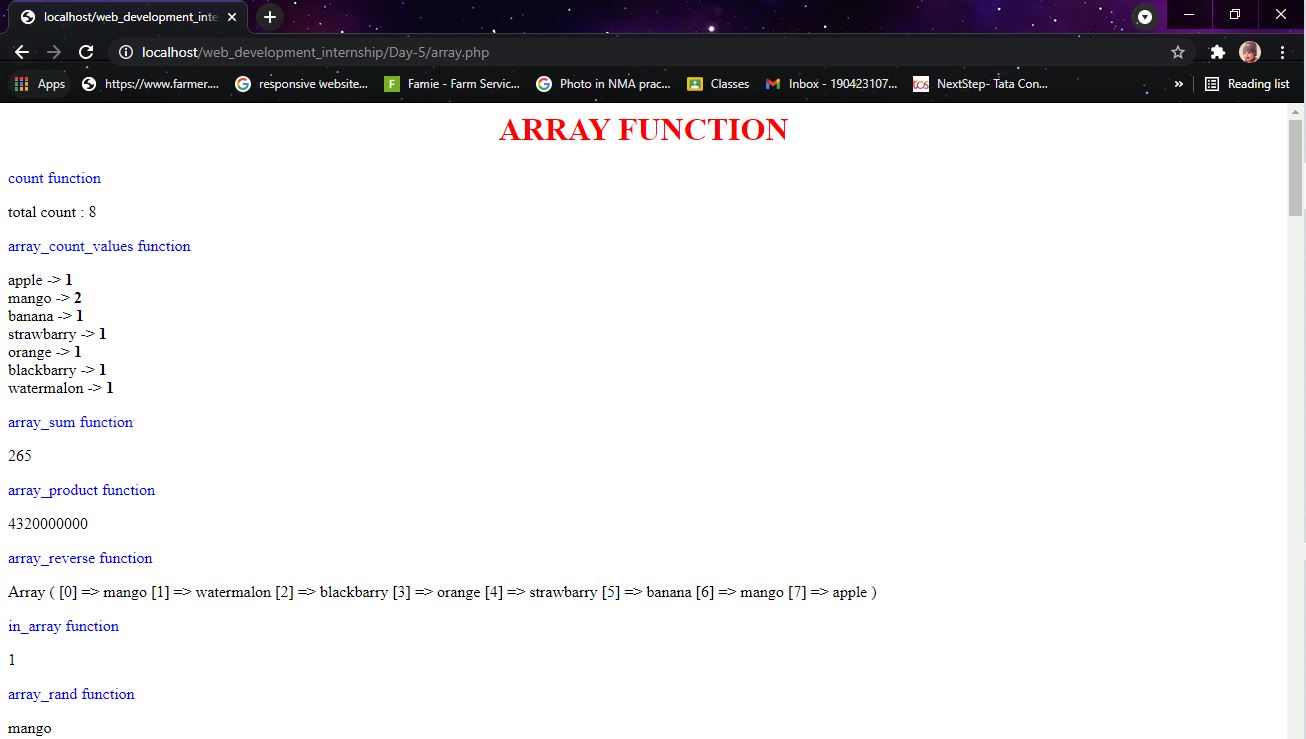 localhost/web_development_inte
localhost/web_development_internship/Day-5/array.php
Apps https://www.farmer.... responsive website... Famie - Farm Servic... Photo in NMA prac... Classes Inbox - 190423107... NextStep- Tata Con... » Reading list
ARRAY FUNCTION
count function
total count : 8
array_count_values function
apple -> 1
mango -> 2
banana -> 1
strawbarry -> 1
orange -> 1
blackbarry -> 1
watermalon -> 1
array_sum function
265
array_product function
4320000000
array_reverse function
Array ( [0] => mango [1] => watermalon [2] => blackbarry [3] => orange [4] => strawbarry [5] => banana [6] => mango [7] => apple )
in_array function
1
array_rand function
mango